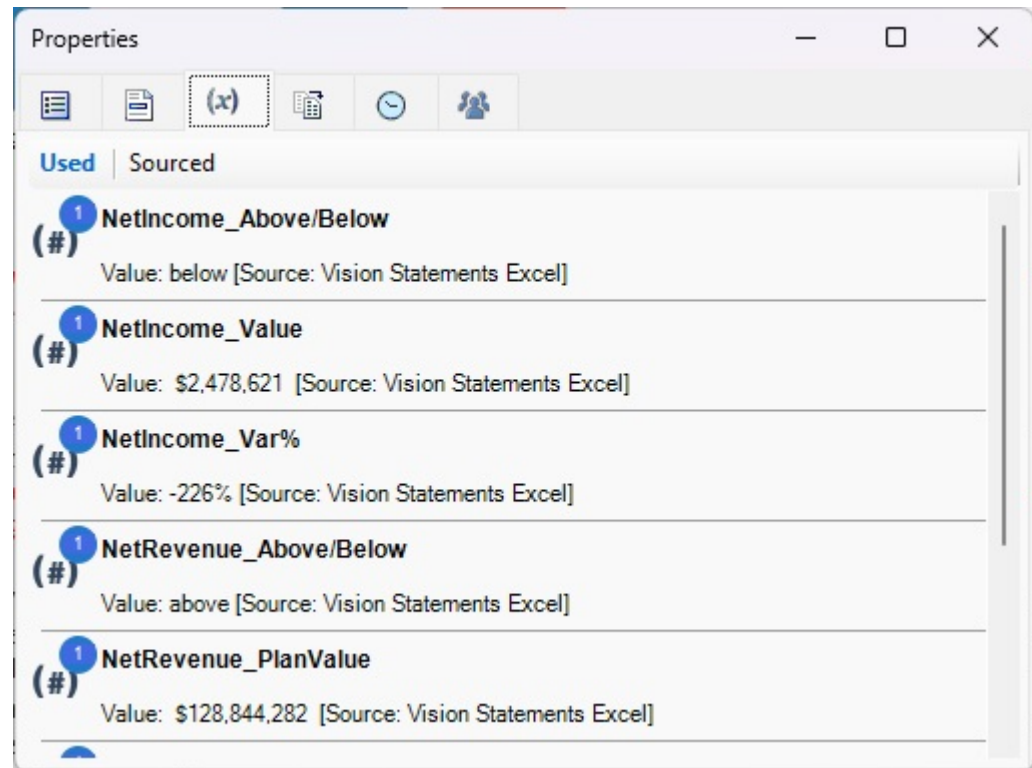 Properties
(x)
Used | Sourced
1 NetIncome_Above/Below
(#)
Value: below [Source: Vision Statements Excel]
1 NetIncome_Value
(#)
Value: $2,478,621 [Source: Vision Statements Excel]
1 NetIncome_Var%
(#)
Value: -226% [Source: Vision Statements Excel]
1 NetRevenue_Above/Below
(#)
Value: above [Source: Vision Statements Excel]
1 NetRevenue_PlanValue
(#)
Value: $128,844,282 [Source: Vision Statements Excel]